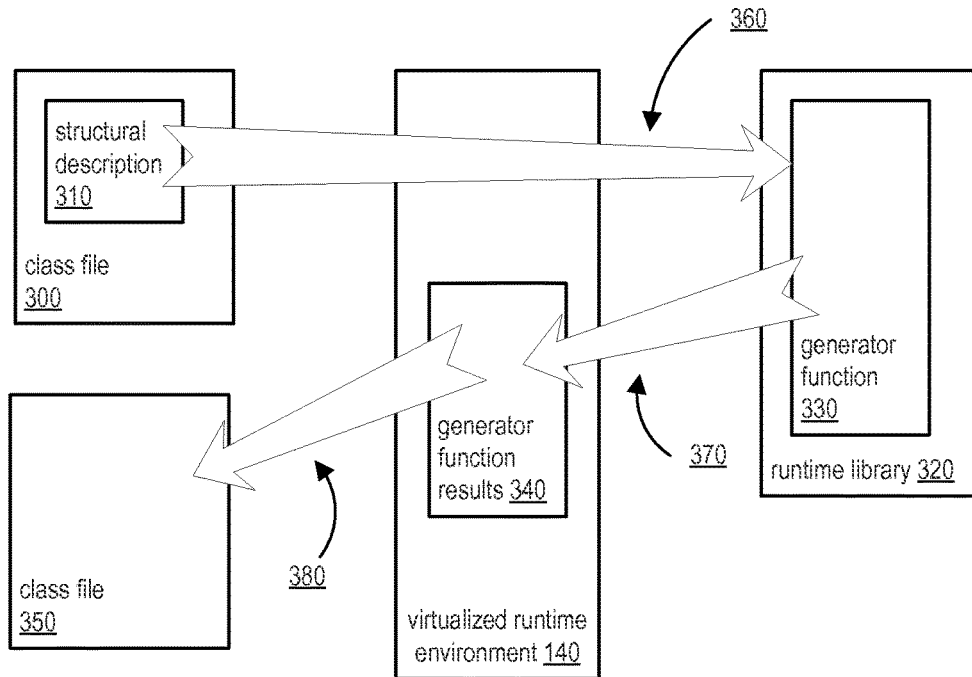 360
structural
description
310
class file
300
generator
function
330
runtime library 320
370
generator
function
results 340
380
class file
350
virtualized runtime
environment 140